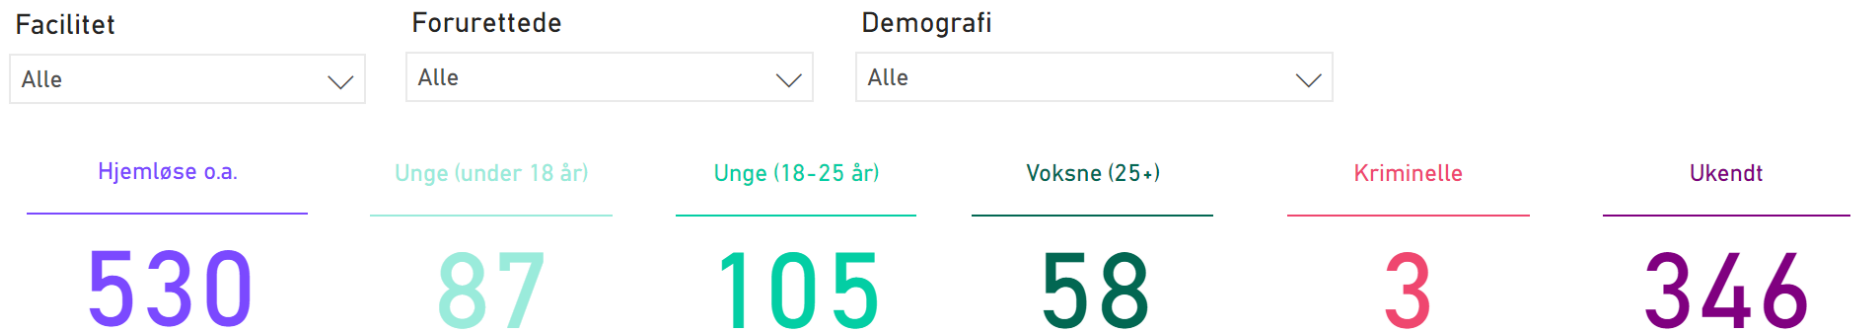 Facilitet Forurettede Demografi
Alle Alle Alle
Hjemløse o.a. Unge (under 18 år) Unge (18-25 år) Voksne (25+) Kriminelle Ukendt
530 87 105 58 3 346